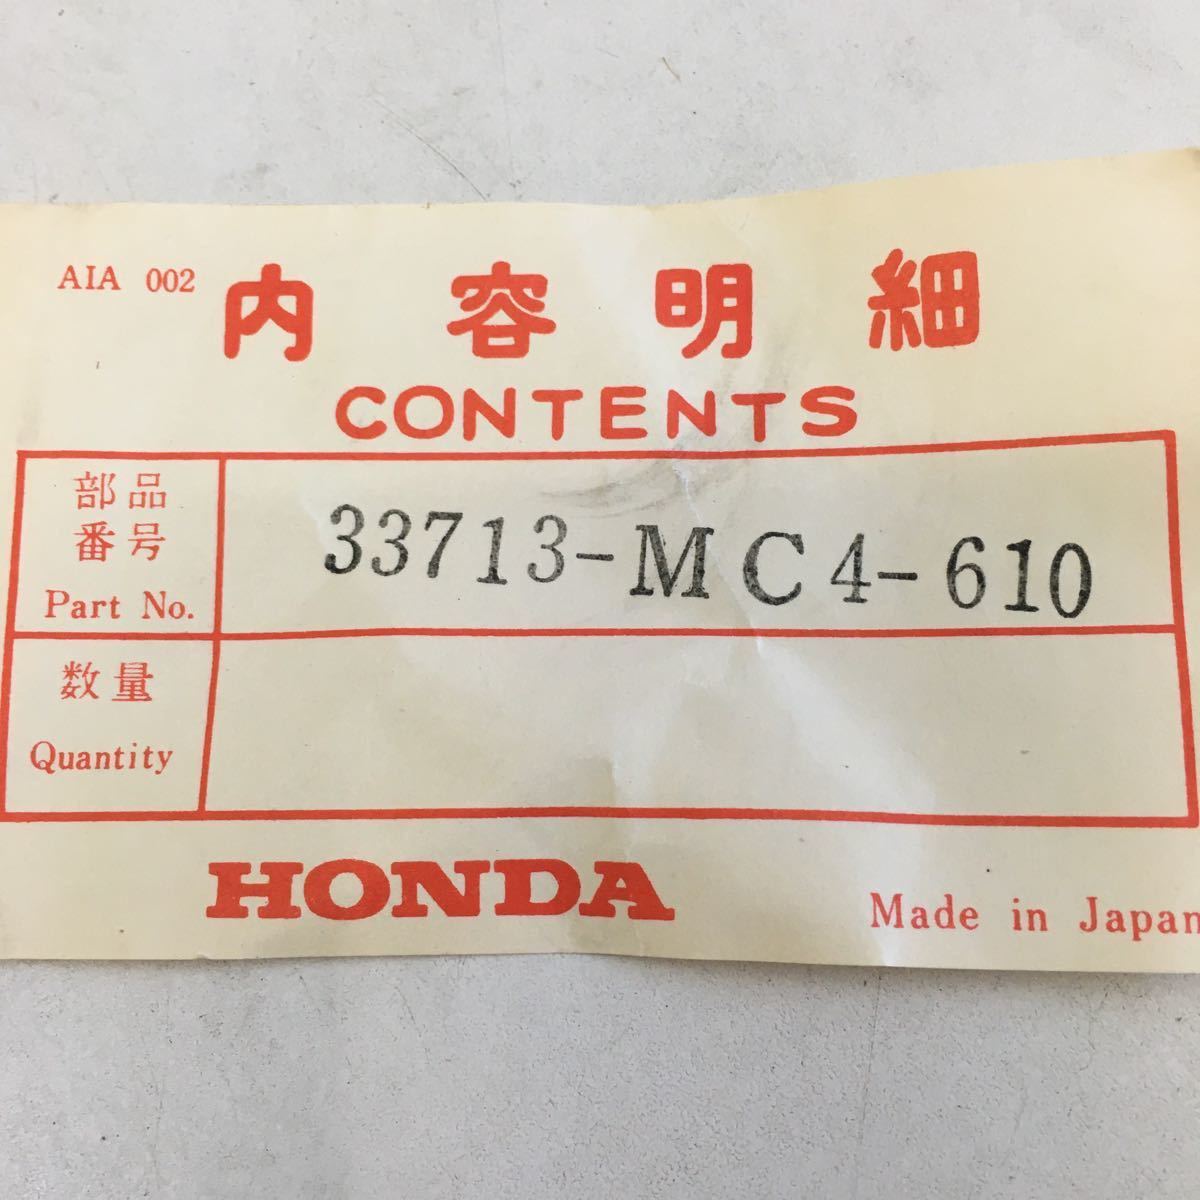 AIA 002 内容明細
CONTENTS
部品
番号
Part No.
33713-MC4-610
数量
Quantity
HONDA
Made in Japan